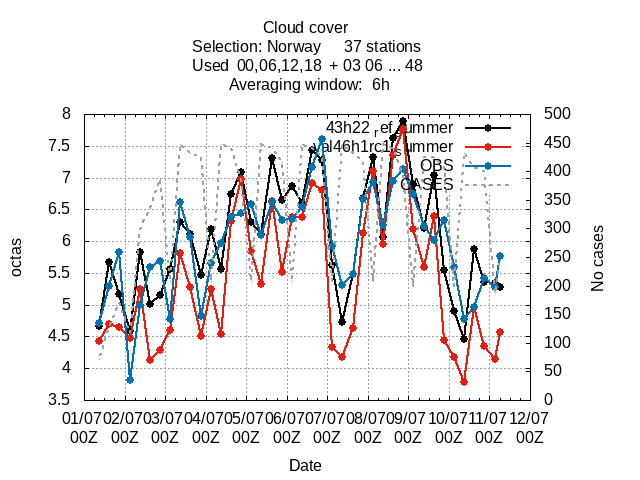 Cloud cover
Selection: Norway 37 stations
Used 00,06,12,18 + 03 06 ... 48
Averaging window: 6h
octas
8
7.5
7
6.5
6
5.5
5
4.5
4
3.5
43h22_ref_summer
al46h1rc1_summer
OBS
CASES
500
450
400
350
300
250
200
150
100
50
0
No cases
01/07 02/07 03/07 04/07 05/07 06/07 07/07 08/07 09/07 10/07 11/07 12/07
00Z 00Z 00Z 00Z 00Z 00Z 00Z 00Z 00Z 00Z 00Z 00Z
Date